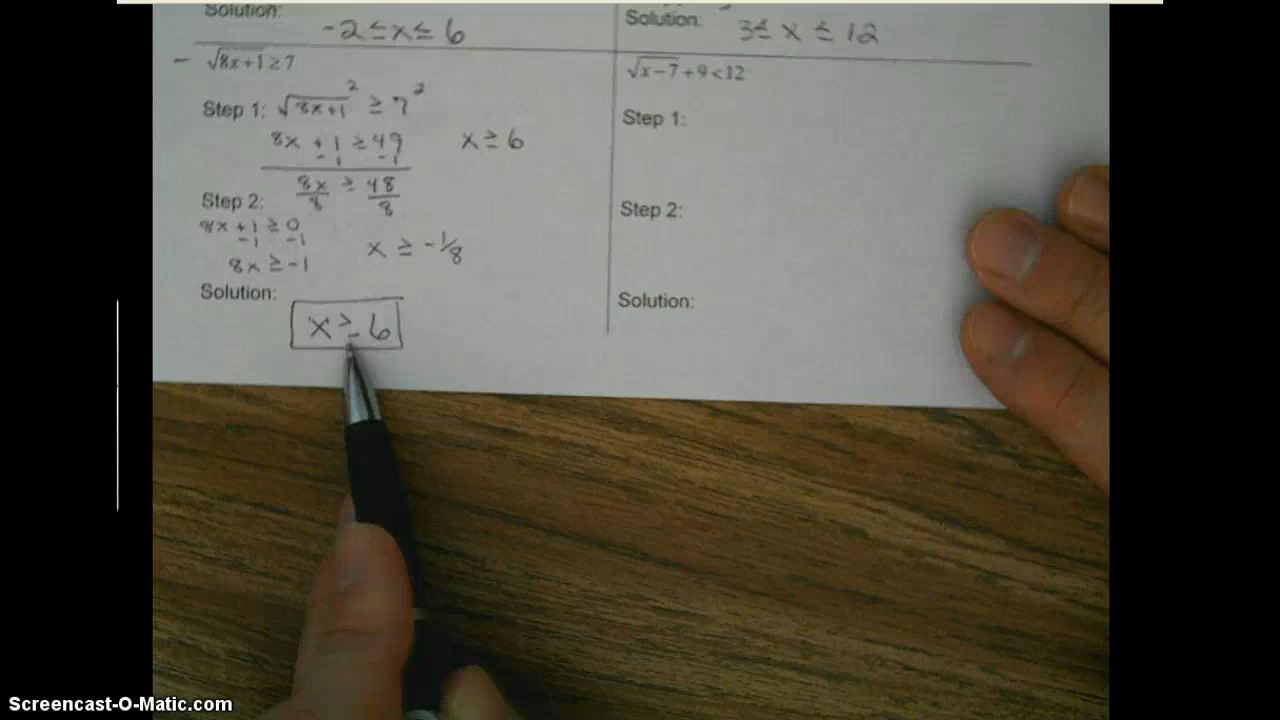 Solution:
-2 ≤ x ≤ 6
- √8x+1 ≥ 7
Step 1: √8x+1² ≥ 7²
8x + 1 ≥ 49
-1 -1
x ≥ 6
8x/8 ≥ 48/8
Step 2:
8x + 1 ≥ 0
-1 -1
8x ≥ -1
x ≥ -1/8
Solution:
x ≥ 6
Solution:
3 ≤ x ≤ 12
√x-7+9<12
Step 1:
Step 2:
Solution:
Screencast-O-Matic.com